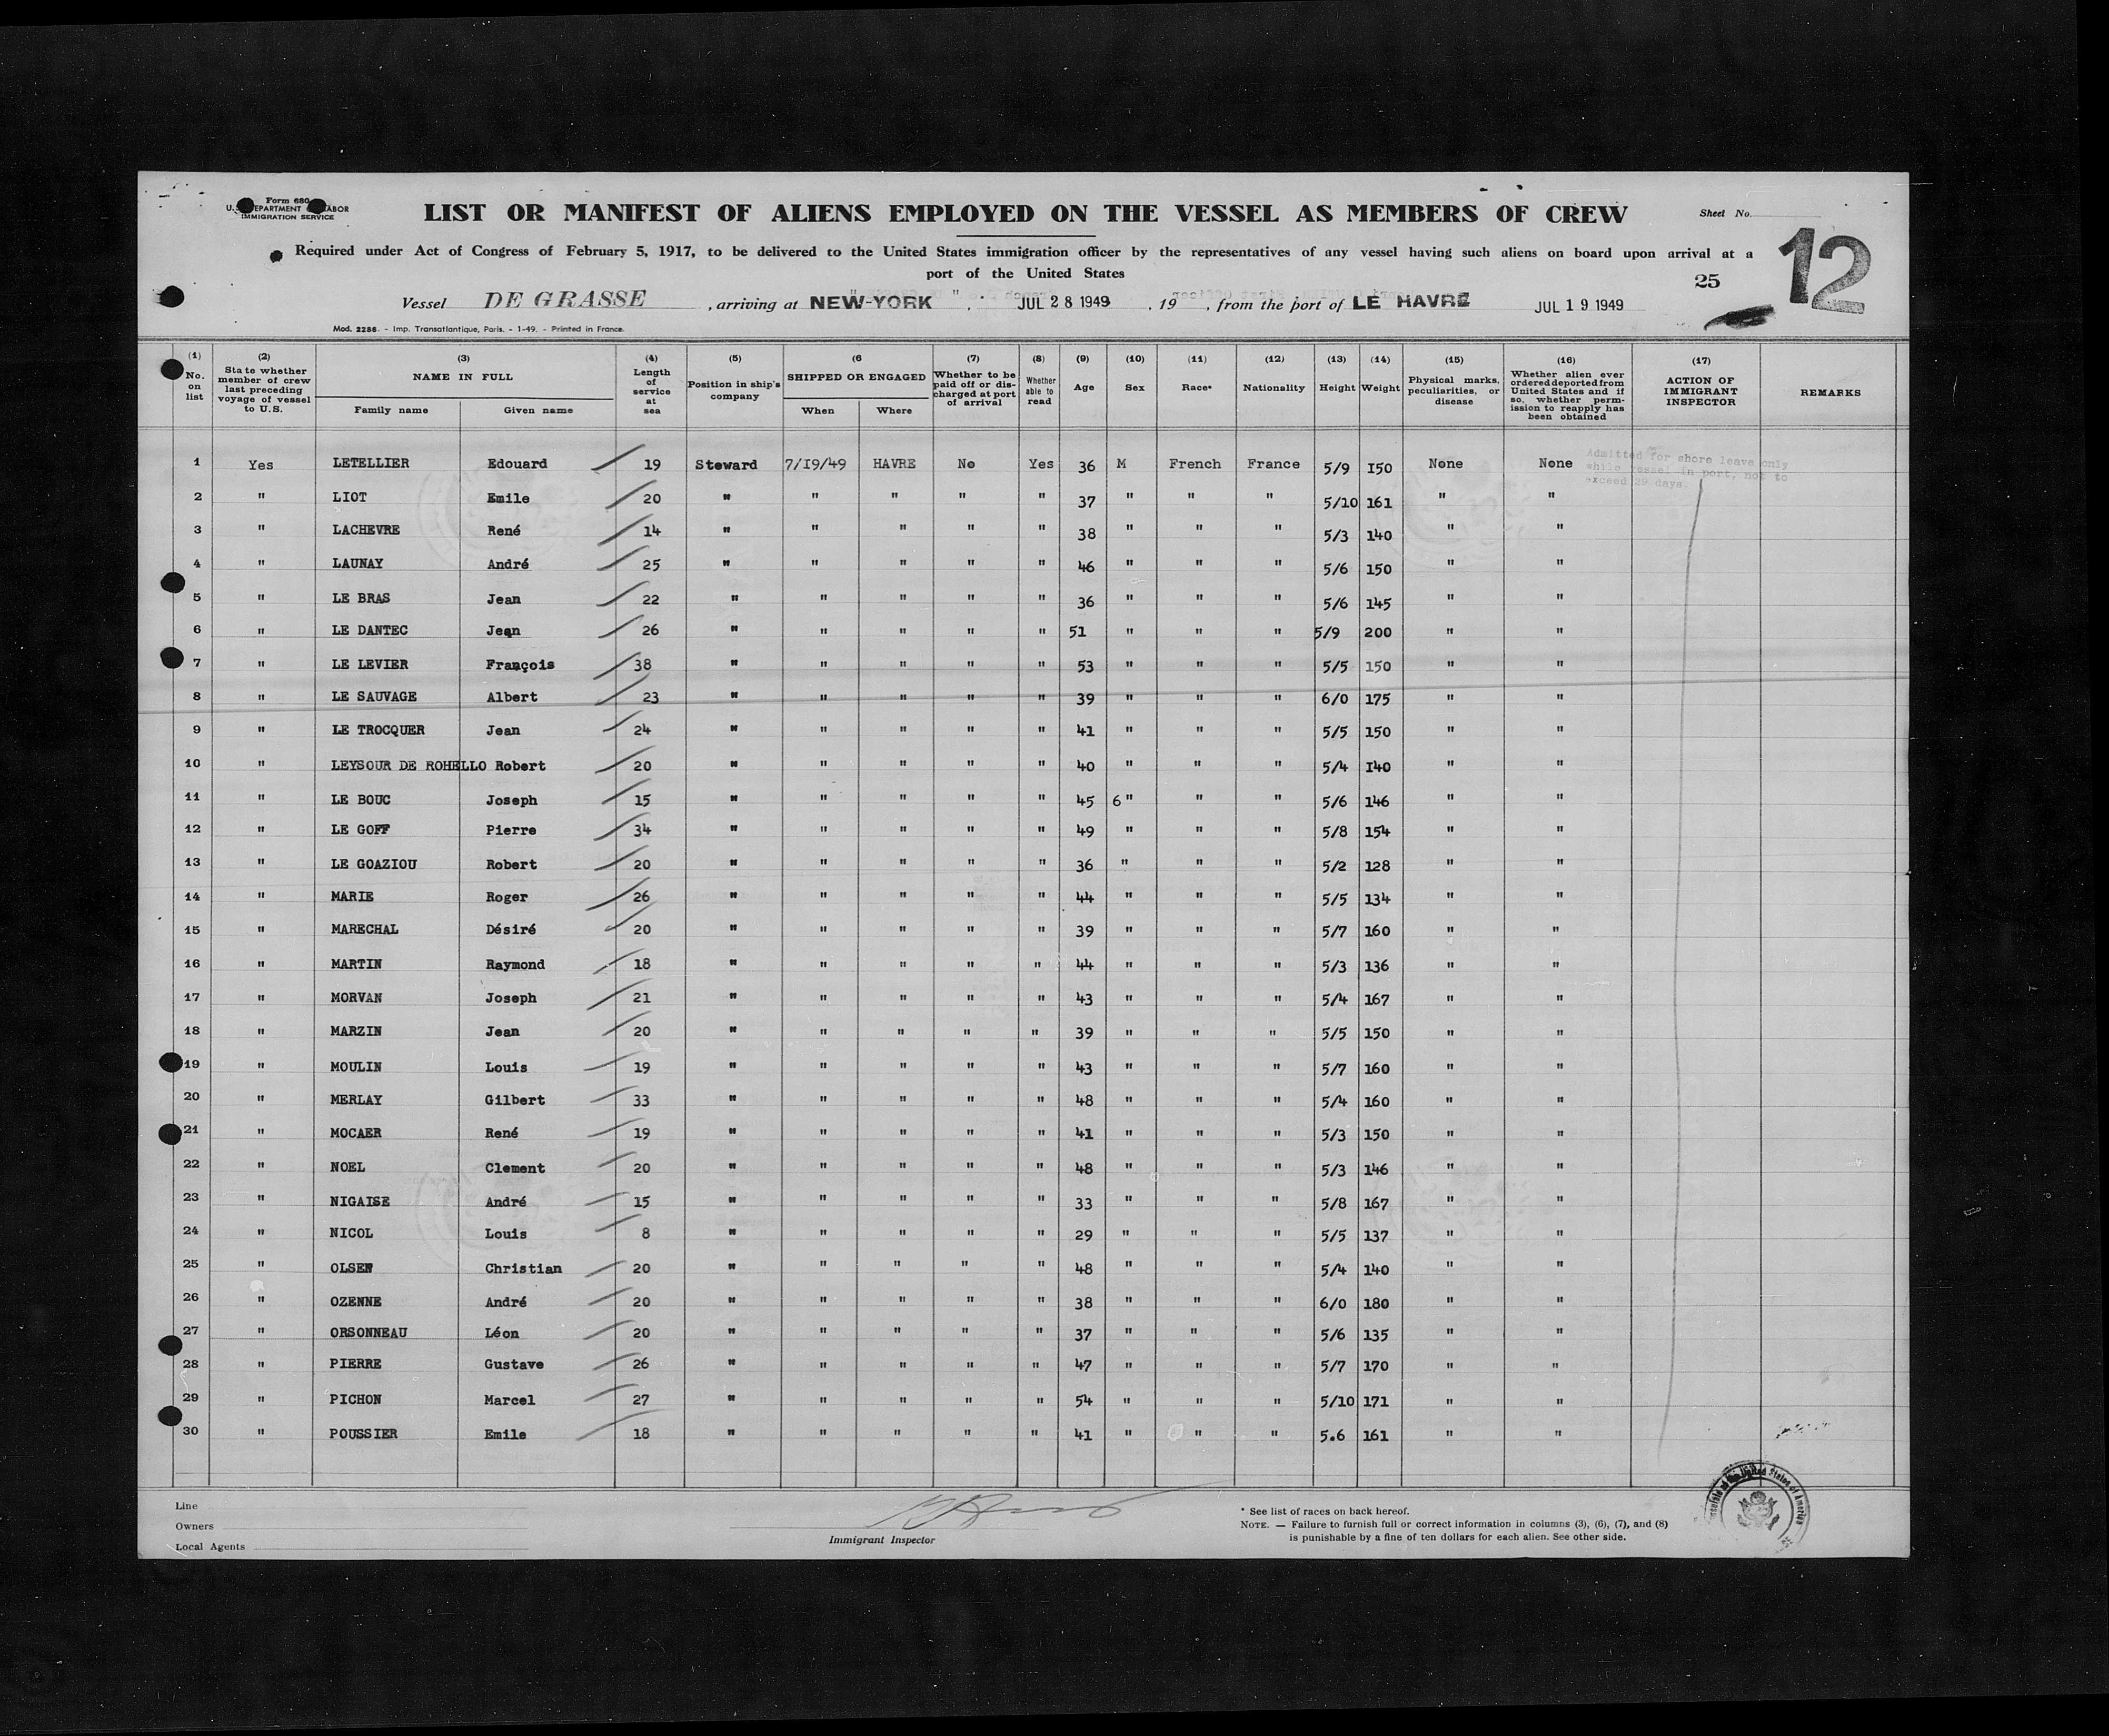 Form 680
U.S. DEPARTMENT OF LABOR
IMMIGRATION SERVICE
LIST OR MANIFEST OF ALIENS EMPLOYED ON THE VESSEL AS MEMBERS OF CREW
Sheet No.
12
Required under Act of Congress of February 5, 1917, to be delivered to the United States immigration officer by the representatives of any vessel having such aliens on board upon arrival at a
port of the United States
25
Vessel DE GRASSE , arriving at NEW-YORK , JUL 28 1949 , 19 , from the port of LE HAVRE JUL 19 1949
Mod. 2286. - Imp. Transatlantique, Paris. - 1-49. - Printed in France.
(1) No. on list (2) State whether member of crew last preceding voyage of vessel to U.S. (3) NAME IN FULL Family name Given name (4) Length of service at sea (5) Position in ship's company (6 SHIPPED OR ENGAGED When Where (7) Whether to be paid off or discharged at port of arrival (8) Whether able to read (9) Age (10) Sex (11) Race* (12) Nationality (13) Height (14) Weight (15) Physical marks, peculiarities, or disease (16) Whether alien ever ordered deported from United States and if so, whether permission to reapply has been obtained (17) ACTION OF IMMIGRANT INSPECTOR REMARKS
1 Yes LETELLIER Edouard 19 Steward 7/I9/49 HAVRE No Yes 36 M French France 5/9 I50 None None
Admitted for shore leave only
while vessel in port, not to
exceed 29 days.
2 " LIOT Emile 20 " " " " " 37 " " " 5/10 161 " "
3 " LACHEVRE René 14 " " " " " 38 " " " 5/3 140 " "
4 " LAUNAY André 25 " " " " " 46 " " " 5/6 150 " "
5 " LE BRAS Jean 22 " " " " " 36 " " " 5/6 145 " "
6 " LE DANTEC Jean 26 " " " " " 51 " " " 5/9 200 " "
7 " LE LEVIER François 38 " " " " " 53 " " " 5/5 150 " "
8 " LE SAUVAGE Albert 23 " " " " " 39 " " " 6/0 175 " "
9 " LE TROCQUER Jean 24 " " " " " 41 " " " 5/5 150 " "
10 " LEYSOUR DE ROHELLO Robert 20 " " " " " 40 " " " 5/4 I40 " "
11 " LE BOUC Joseph 15 " " " " " 45 6 " " " 5/6 146 " "
12 " LE GOFF Pierre 34 " " " " " 49 " " " 5/8 154 " "
13 " LE GOAZIOU Robert 20 " " " " " 36 " " " 5/2 128 " "
14 " MARIE Roger 26 " " " " " 44 " " " 5/5 134 " "
15 " MARECHAL Désiré 20 " " " " " 39 " " " 5/7 160 " "
16 " MARTIN Raymond 18 " " " " " 44 " " " 5/3 136 " "
17 " MORVAN Joseph 21 " " " " " 43 " " " 5/4 167 " "
18 " MARZIN Jean 20 " " " " " 39 " " " 5/5 150 " "
19 " MOULIN Louis 19 " " " " " 43 " " " 5/7 160 " "
20 " MERLAY Gilbert 33 " " " " " 48 " " " 5/4 160 " "
21 " MOCAER René 19 " " " " " 41 " " " 5/3 150 " "
22 " NOEL Clement 20 " " " " " 48 " " " 5/3 146 " "
23 " NIGAISE André 15 " " " " " 33 " " " 5/8 167 " "
24 " NICOL Louis 8 " " " " " 29 " " " 5/5 137 " "
25 " OLSEN Christian 20 " " " " " 48 " " " 5/4 140 " "
26 " OZENNE André 20 " " " " " 38 " " " 6/0 180 " "
27 " ORSONNEAU Léon 20 " " " " " 37 " " " 5/6 135 " "
28 " PIERRE Gustave 26 " " " " " 47 " " " 5/7 170 " "
29 " PICHON Marcel 27 " " " " " 54 " " " 5/10 171 " "
30 " POUSSIER Emile 18 " " " " " 41 " " " 5.6 161 " "
Line
Owners
Local Agents
Immigrant Inspector
* See list of races on back hereof.
NOTE. — Failure to furnish full or correct information in columns (3), (6), (7), and (8)
is punishable by a fine of ten dollars for each alien. See other side.
of the United States of America